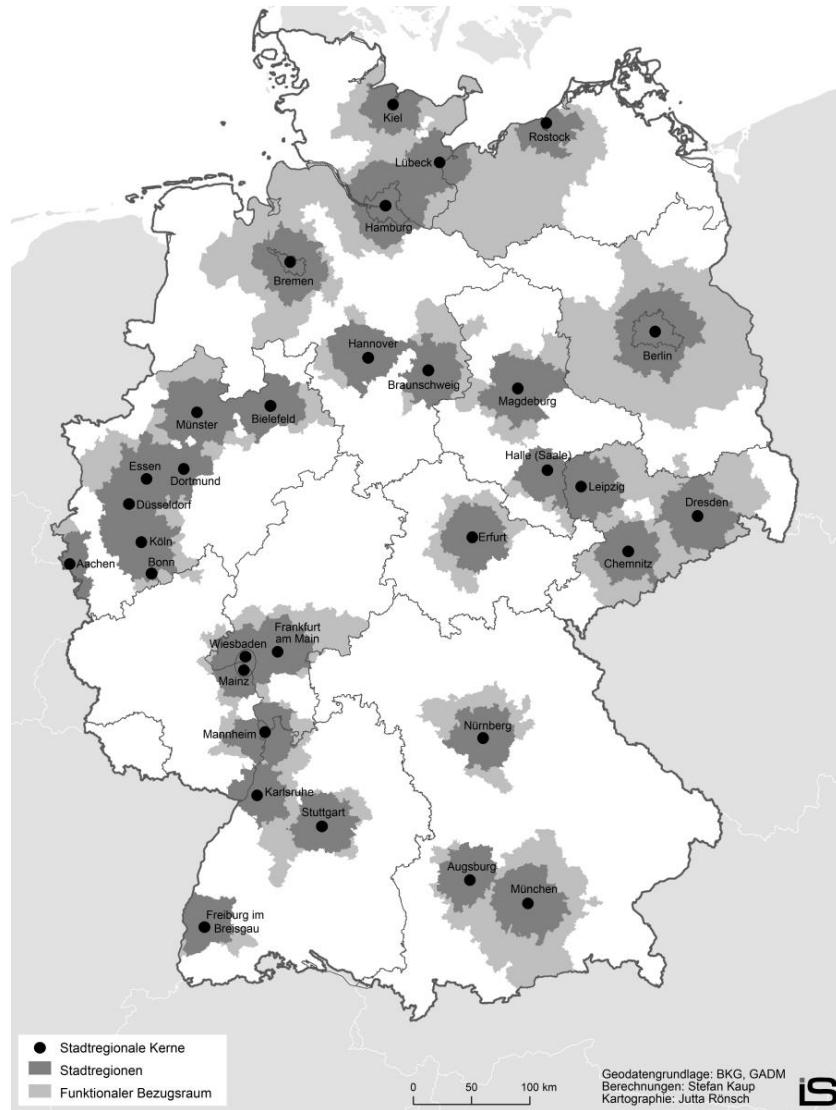 Kiel
Rostock
Lübeck
Hamburg
Bremen
Hannover
Berlin
Braunschweig
Magdeburg
Münster
Bielefeld
Halle (Saale)
Essen
Dortmund
Leipzig
Düsseldorf
Dresden
Köln
Erfurt
Chemnitz
Bonn
Aachen
Frankfurt
am Main
Wiesbaden
Mainz
Nürnberg
Mannheim
Karlsruhe
Stuttgart
Augsburg
München
Freiburg im
Breisgau
Stadtregionale Kerne
Stadtregionen
Funktionaler Bezugsraum
0 50 100 km
Geodatengrundlage: BKG, GADM
Berechnungen: Stefan Kaup
Kartographie: Jutta Rönsch
ILS